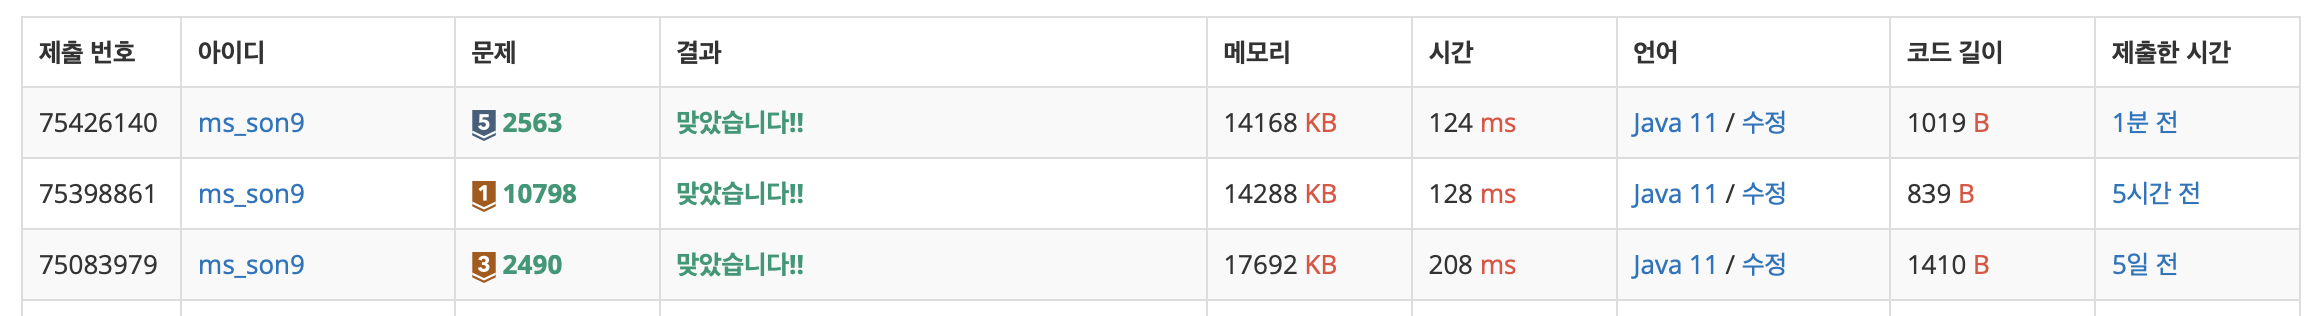 제출 번호 아이디 문제 결과 메모리 시간 언어 코드 길이 제출한 시간
75426140 ms_son9 5 2563 맞았습니다!! 14168 KB 124 ms Java 11 / 수정 1019 B 1분 전
75398861 ms_son9 1 10798 맞았습니다!! 14288 KB 128 ms Java 11 / 수정 839 B 5시간 전
75083979 ms_son9 3 2490 맞았습니다!! 17692 KB 208 ms Java 11 / 수정 1410 B 5일 전